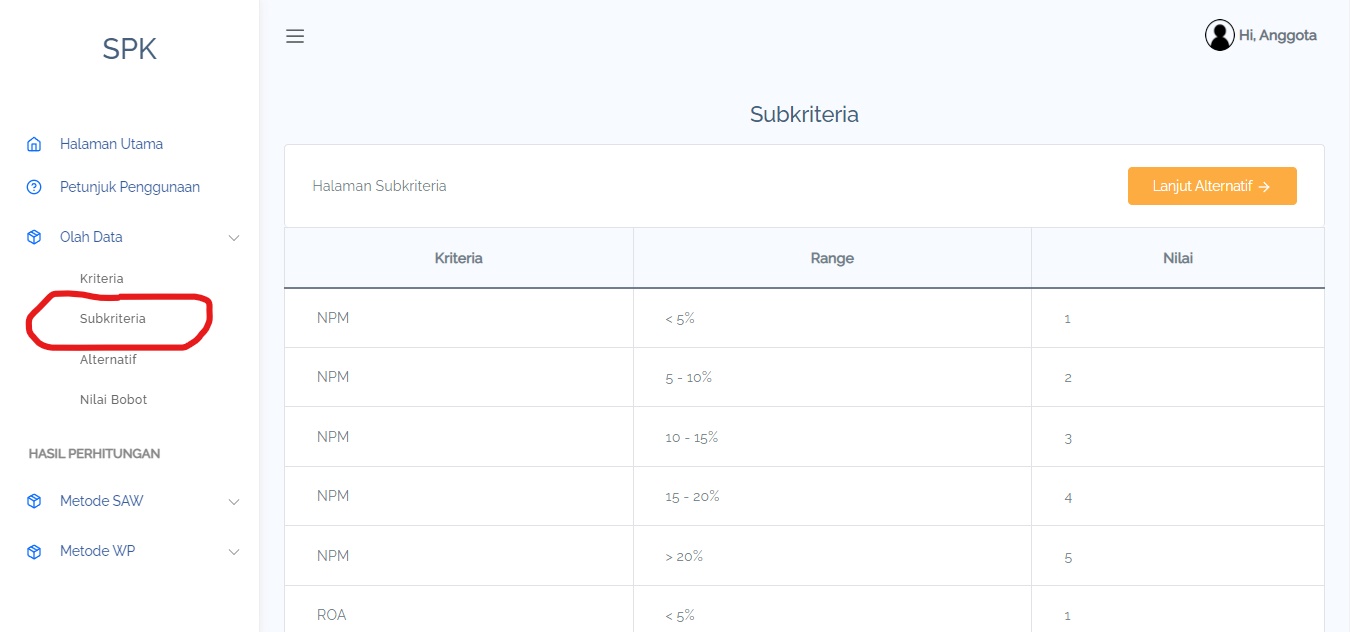 SPK
Hi, Anggota
Halaman Utama
Petunjuk Penggunaan
Olah Data
Kriteria
Subkriteria
Alternatif
Nilai Bobot
HASIL PERHITUNGAN
Metode SAW
Metode WP
Subkriteria
Halaman Subkriteria
Lanjut Alternatif →
Kriteria Range Nilai
NPM < 5% 1
NPM 5 - 10% 2
NPM 10 - 15% 3
NPM 15 - 20% 4
NPM > 20% 5
ROA < 5% 1